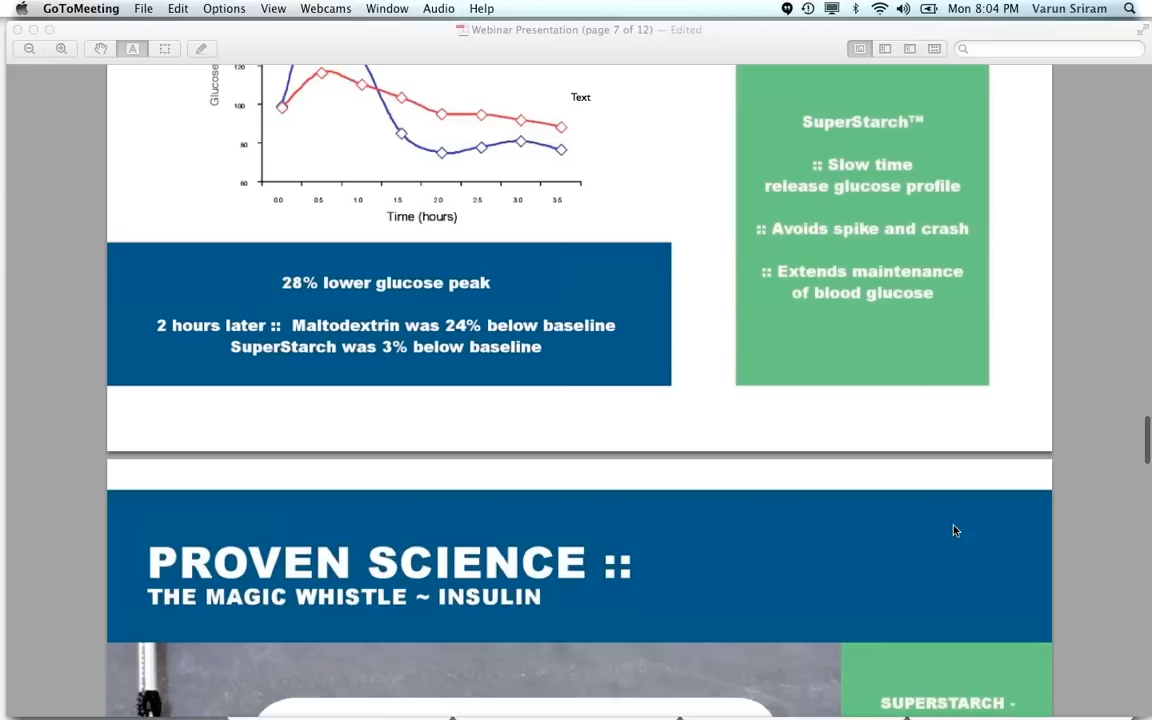 GoToMeeting File Edit Options View Webcams Window Audio Help Mon 8:04 PM Varun Sriram
Webinar Presentation (page 7 of 12) — Edited
Glucose
120
100
80
60
0.0 0.5 1.0 1.5 2.0 2.5 3.0 3.5
Time (hours)
Text
28% lower glucose peak
2 hours later :: Maltodextrin was 24% below baseline
SuperStarch was 3% below baseline
SuperStarch™
:: Slow time
release glucose profile
:: Avoids spike and crash
:: Extends maintenance
of blood glucose
PROVEN SCIENCE ::
THE MAGIC WHISTLE ~ INSULIN
SUPERSTARCH -